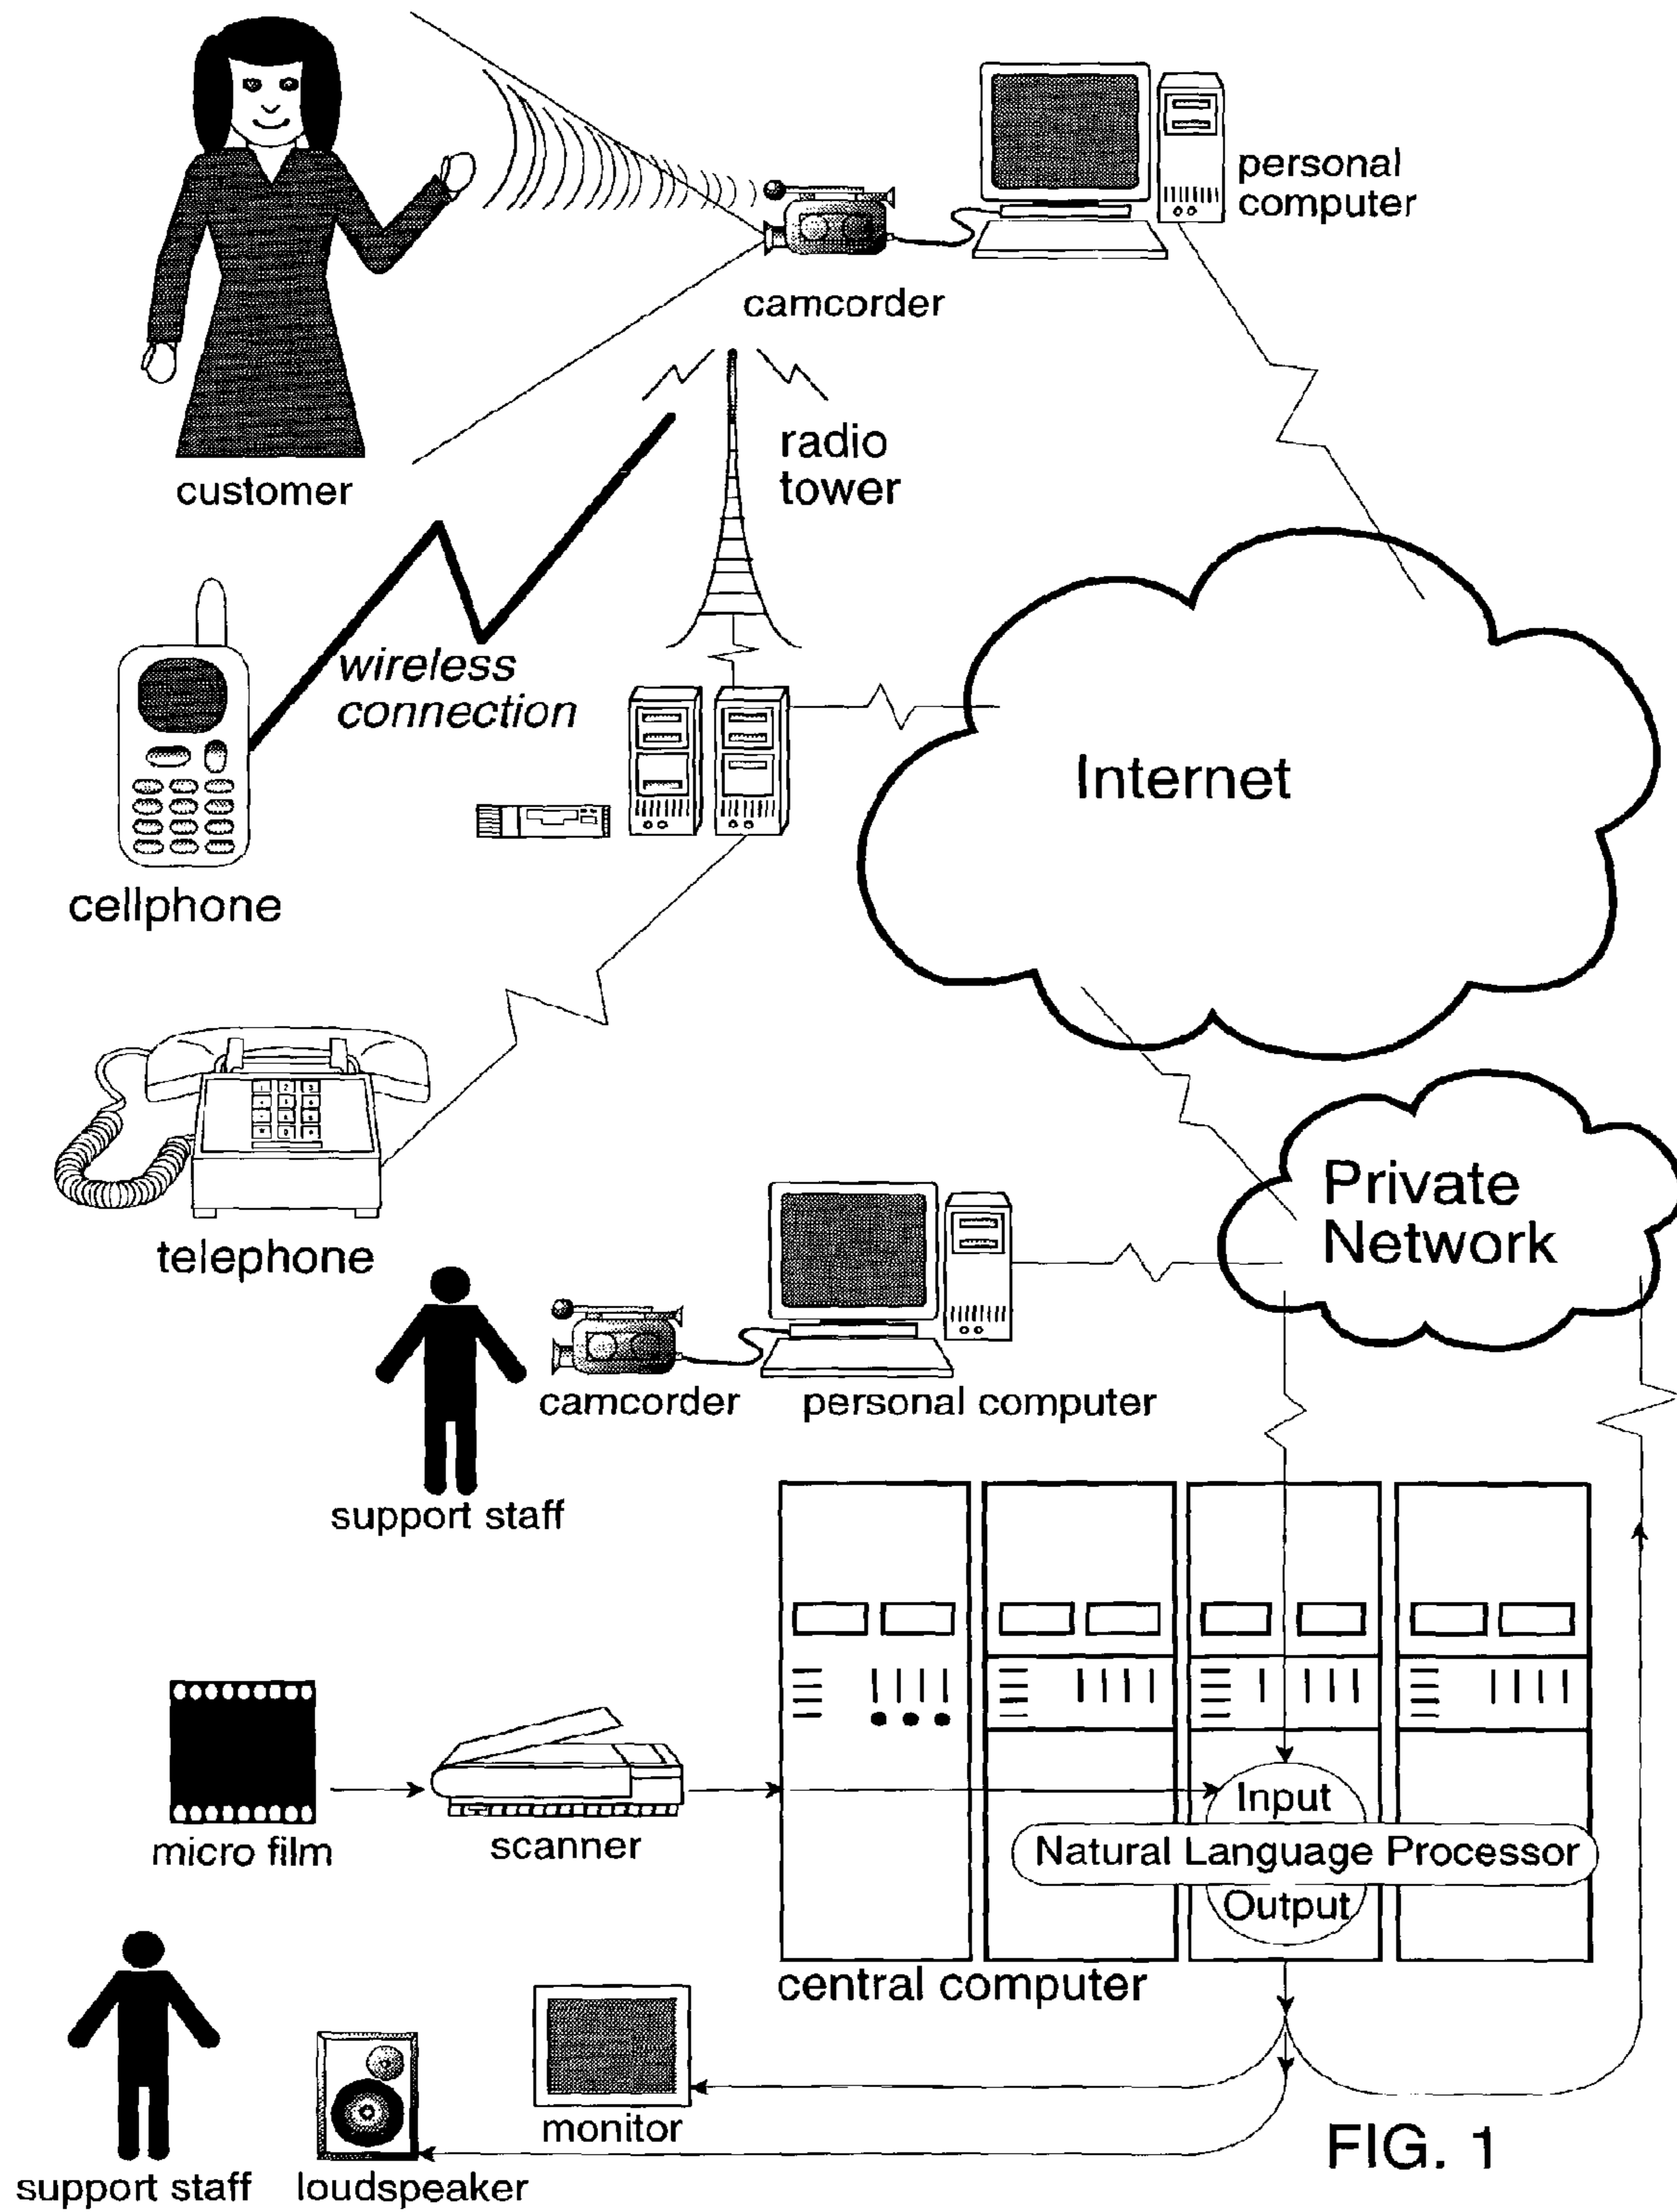 personal
computer
camcorder
radio
tower
customer
wireless
connection
Internet
cellphone
Private
Network
telephone
camcorder
personal computer
support staff
Input
micro film
scanner
Natural Language Processor
Output
central computer
monitor
FIG. 1
support staff
loudspeaker